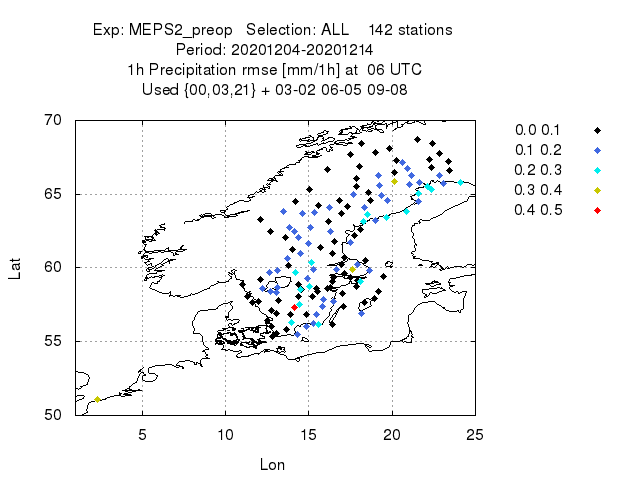 Exp: MEPS2_preop Selection: ALL 142 stations
Period: 20201204-20201214
1h Precipitation rmse [mm/1h] at 06 UTC
Used {00,03,21} + 03-02 06-05 09-08
70
65
60
55
50
Lat
5 10 15 20 25
Lon
0.0 0.1
0.1 0.2
0.2 0.3
0.3 0.4
0.4 0.5